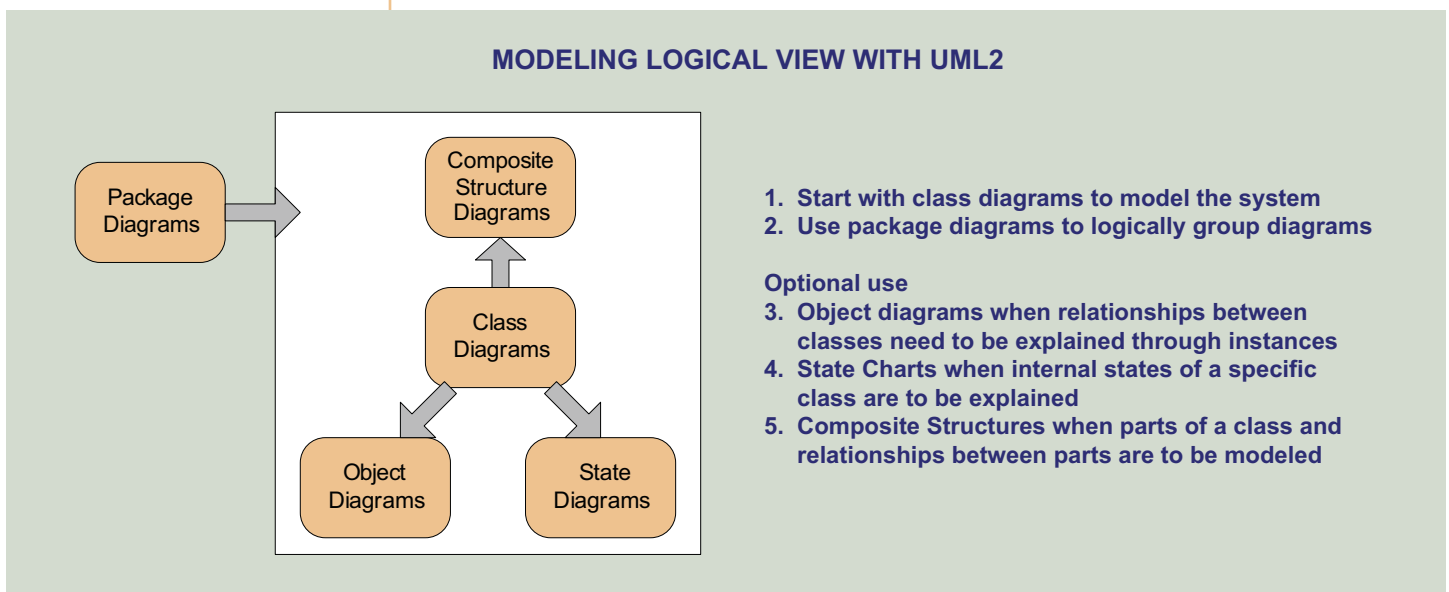 MODELING LOGICAL VIEW WITH UML2
Package
Diagrams
Composite
Structure
Diagrams
Class
Diagrams
Object
Diagrams
State
Diagrams
1. Start with class diagrams to model the system
2. Use package diagrams to logically group diagrams
Optional use
3. Object diagrams when relationships between
classes need to be explained through instances
4. State Charts when internal states of a specific
class are to be explained
5. Composite Structures when parts of a class and
relationships between parts are to be modeled